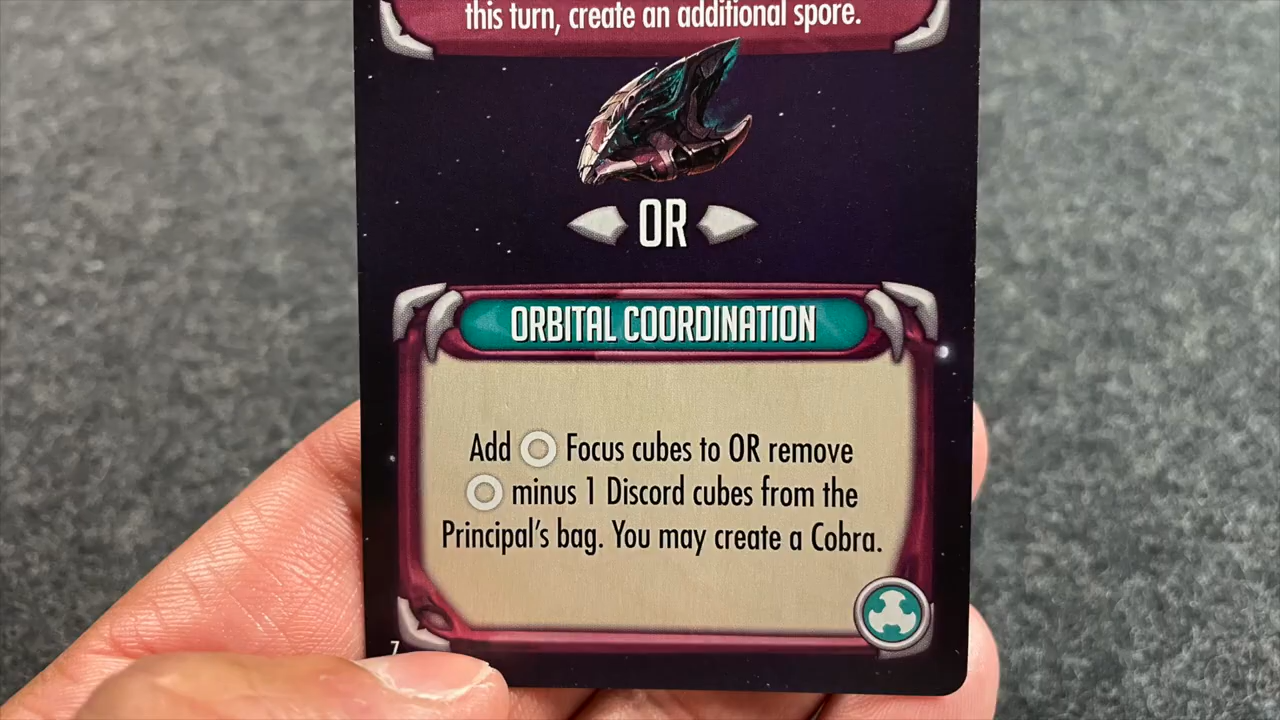 this turn, create an additional spore.
OR
ORBITAL COORDINATION
Add Focus cubes to OR remove
minus 1 Discord cubes from the
Principal's bag. You may create a Cobra.
7